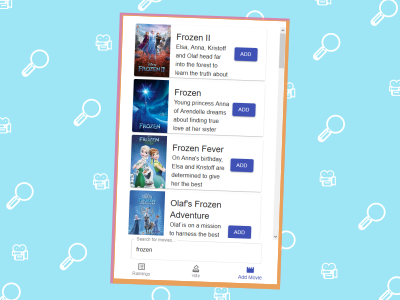 FROZEN II
Frozen II
Elsa, Anna, Kristoff
and Olaf head far
into the forest to
learn the truth about
ADD
FROZEN
Frozen
Young princess Anna
of Arendelle dreams
about finding true
love at her sister
ADD
Frozen Fever
On Anna's birthday,
Elsa and Kristoff are
determined to give
her the best
ADD
Olaf's Frozen
Adventure
Olaf is on a mission
to harness the best
ADD
Search for movies
frozen
Rankings
Add Movie